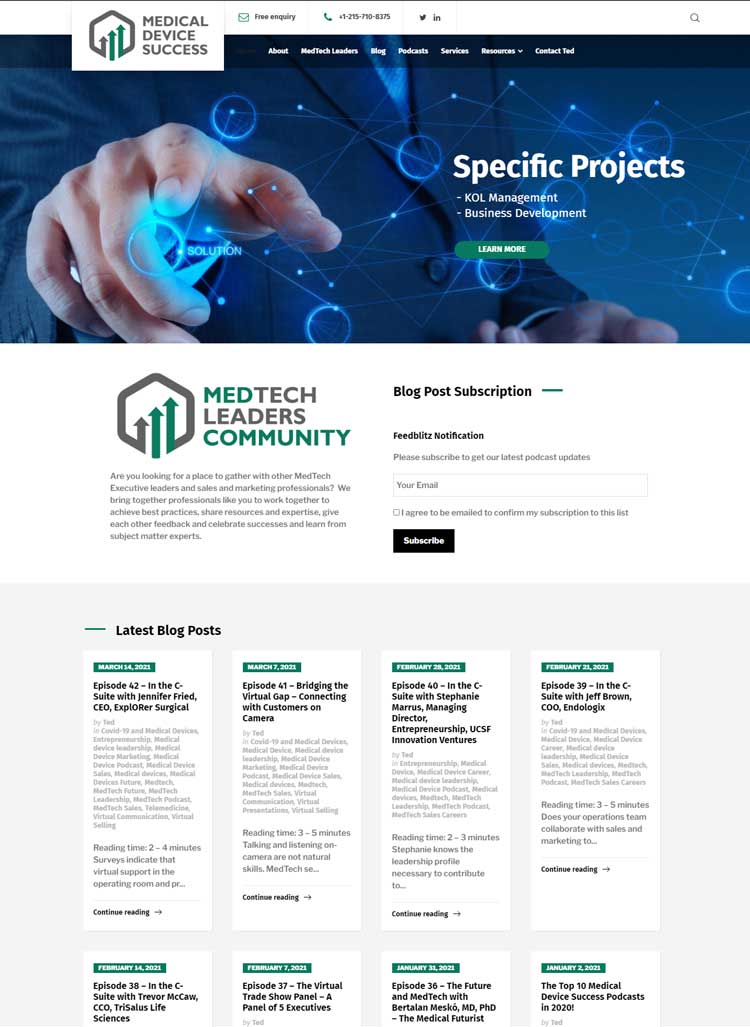 MEDICAL
DEVICE
SUCCESS
Free enquiry
+1-215-710-8375
About
MedTech Leaders
Blog
Podcasts
Services
Resources
Contact Ted
Specific Projects
- KOL Management
- Business Development
SOLUTION
LEARN MORE
MEDTECH
LEADERS
COMMUNITY
Are you looking for a place to gather with other MedTech
Executive leaders and sales and marketing professionals? We
bring together professionals like you to work together to
achieve best practices, share resources and expertise, give
each other feedback and celebrate successes and learn from
subject matter experts.
Blog Post Subscription
Feedblitz Notification
Please subscribe to get our latest podcast updates
Your Email
I agree to be emailed to confirm my subscription to this list
Subscribe
Latest Blog Posts
MARCH 14, 2021
Episode 42 – In the C-
Suite with Jennifer Fried,
CEO, ExplORer Surgical
by Ted
in Covid-19 and Medical Devices,
Entrepreneurship, Medical
device leadership, Medical
Device Marketing, Medical
Device Podcast, Medical Device
Sales, Medical devices, Medical
Devices Future, Medtech,
MedTech Future, MedTech
Leadership, MedTech Podcast,
MedTech Sales, Telemedicine,
Virtual Communication, Virtual
Selling
Reading time: 2 – 4 minutes
Surveys indicate that
virtual support in the
operating room and pr...
Continue reading
MARCH 7, 2021
Episode 41 – Bridging the
Virtual Gap – Connecting
with Customers on
Camera
by Ted
in Covid-19 and Medical Devices,
Medical Device, Medical device
leadership, Medical Device
Marketing, Medical Device
Podcast, Medical Device Sales,
Medical devices, Medtech,
MedTech Sales, Virtual
Communication, Virtual
Presentations, Virtual Selling
Reading time: 3 – 5 minutes
Talking and listening on-
camera are not natural
skills. MedTech se...
Continue reading
FEBRUARY 28, 2021
Episode 40 – In the C-
Suite with Stephanie
Marrus, Managing
Director,
Entrepreneurship, UCSF
Innovation Ventures
by Ted
in Entrepreneurship, Medical
Device, Medical Device Career,
Medical device leadership,
Medical Device Podcast, Medical
devices, Medtech, MedTech
Leadership, MedTech Podcast,
MedTech Sales Careers
Reading time: 2 – 3 minutes
Stephanie knows the
leadership profile
necessary to contribute
to...
Continue reading
FEBRUARY 21, 2021
Episode 39 – In the C-
Suite with Jeff Brown,
COO, Endologix
by Ted
in Covid-19 and Medical Devices,
Medical Device, Medical Device
Career, Medical device
leadership, Medical Device
Sales, Medical devices, Medtech,
MedTech Leadership, MedTech
Podcast, MedTech Sales Careers
Reading time: 3 – 5 minutes
Does your operations team
collaborate with sales and
marketing to...
Continue reading
FEBRUARY 14, 2021
Episode 38 – In the C-
Suite with Trevor McCaw,
CCO, TriSalus Life
Sciences
FEBRUARY 7, 2021
Episode 37 – The Virtual
Trade Show Panel – A
Panel of 5 Executives
by Ted
JANUARY 31, 2021
Episode 36 – The Future
and MedTech with
Bertalan Meskó, MD, PhD
– The Medical Futurist
JANUARY 2, 2021
The Top 10 Medical
Device Success Podcasts
in 2020!
by Ted